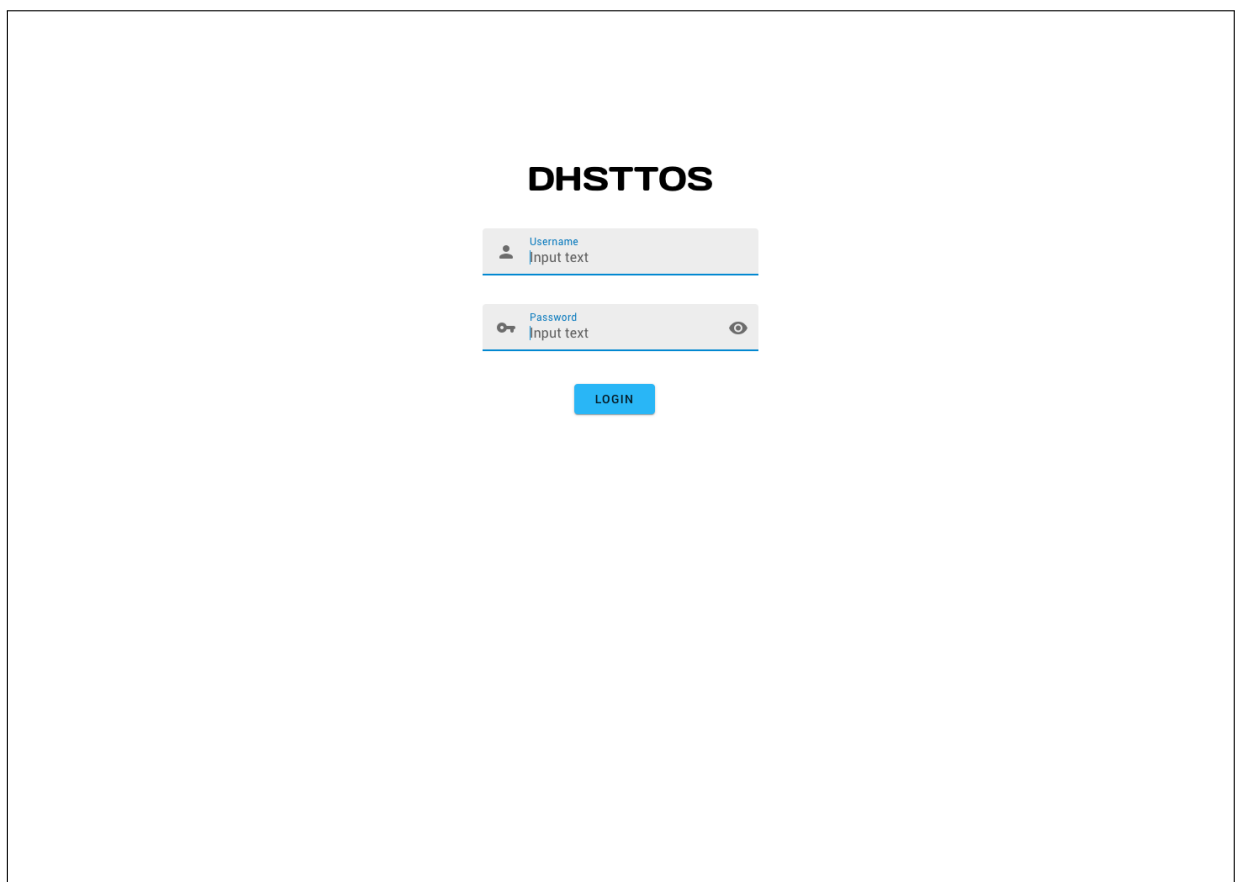 DHSTTOS
Username
Input text
Password
Input text
LOGIN